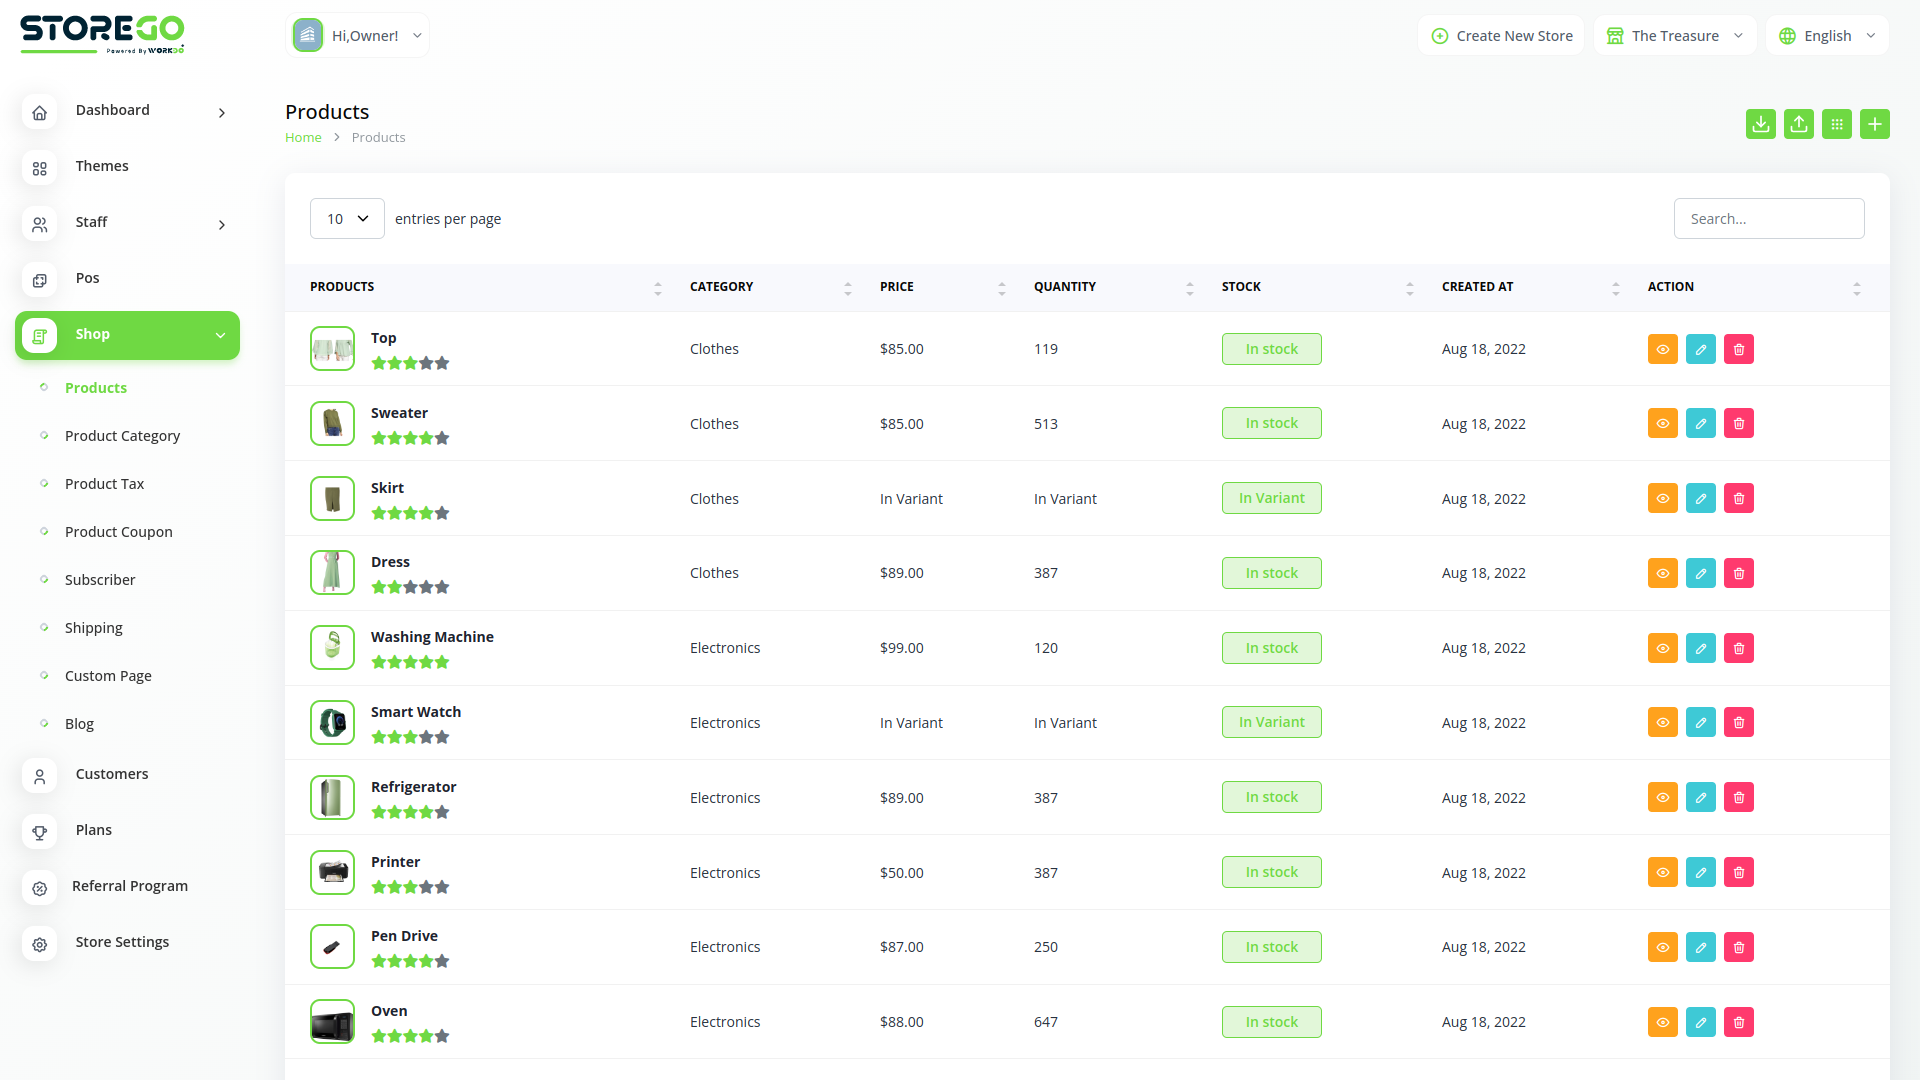 STOREGO
Powered By WORKDO
Hi,Owner!
Create New Store
The Treasure
English
Dashboard
Themes
Staff
Pos
Shop
Products
Product Category
Product Tax
Product Coupon
Subscriber
Shipping
Custom Page
Blog
Customers
Plans
Referral Program
Store Settings
Products
Home > Products
10 entries per page
Search...
PRODUCTS CATEGORY PRICE QUANTITY STOCK CREATED AT ACTION
Top Clothes $85.00 119 In stock Aug 18, 2022
Sweater Clothes $85.00 513 In stock Aug 18, 2022
Skirt Clothes In Variant In Variant In Variant Aug 18, 2022
Dress Clothes $89.00 387 In stock Aug 18, 2022
Washing Machine Electronics $99.00 120 In stock Aug 18, 2022
Smart Watch Electronics In Variant In Variant In Variant Aug 18, 2022
Refrigerator Electronics $89.00 387 In stock Aug 18, 2022
Printer Electronics $50.00 387 In stock Aug 18, 2022
Pen Drive Electronics $87.00 250 In stock Aug 18, 2022
Oven Electronics $88.00 647 In stock Aug 18, 2022